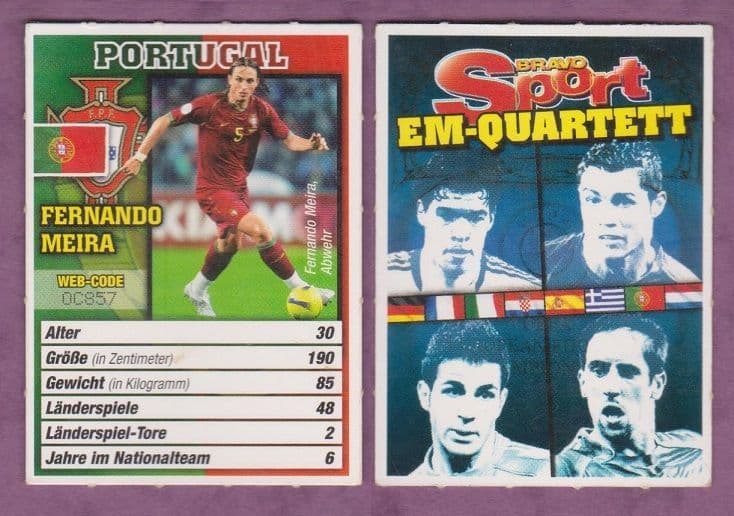 PORTUGAL
F.P.F.
5
FERNANDO
MEIRA
WEB-CODE
0C857
Fernando Meira,
Abwehr
Alter 30
Größe (in Zentimeter) 190
Gewicht (in Kilogramm) 85
Länderspiele 48
Länderspiel-Tore 2
Jahre im Nationalteam 6
BRAVO
Sport
EM-QUARTETT